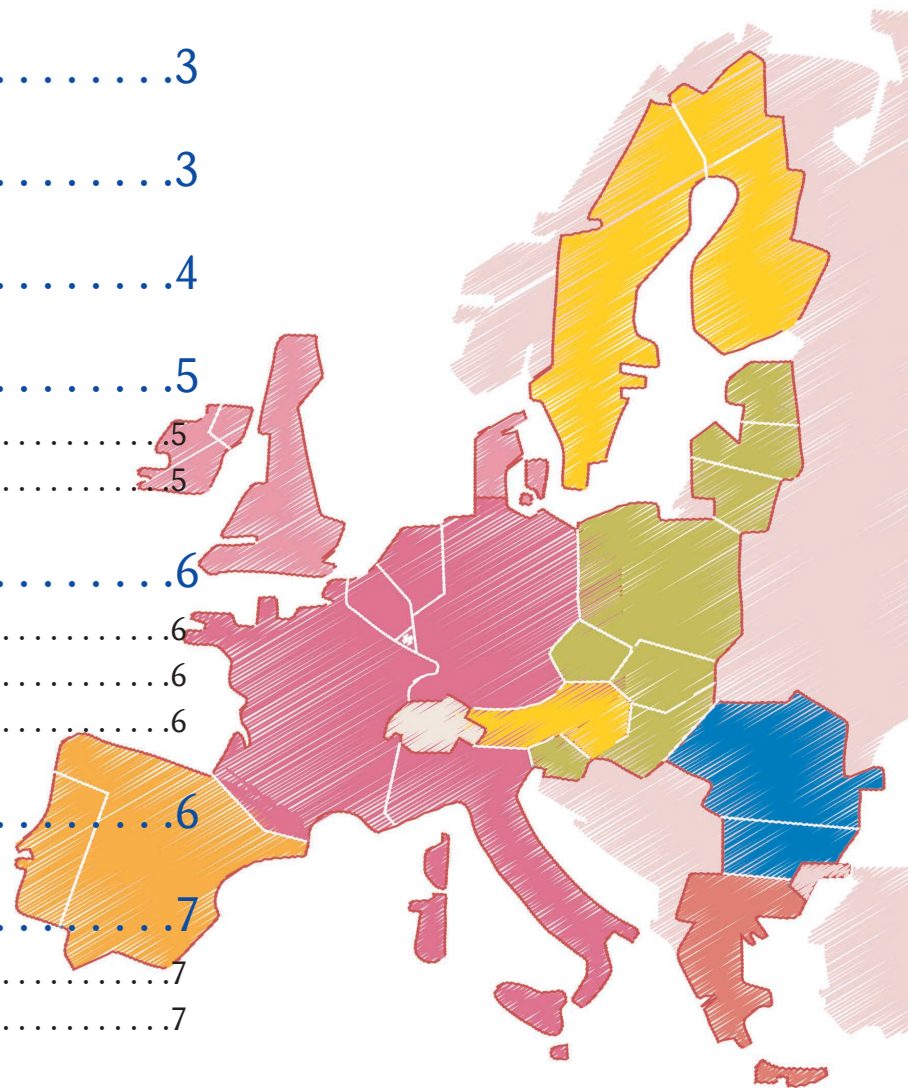 . . . . . . . . .3
. . . . . . . . .3
. . . . . . . . .4
. . . . . . . . .5
. . . . . . . . . . . .5
. . . . . . . . . . . .5
. . . . . . . . .6
. . . . . . . . . . . .6
. . . . . . . . . . . .6
. . . . . . . . . . . .6
. . . . . . . . .6
. . . . . . . . .7
. . . . . . . . . . . .7
. . . . . . . . . . . .7